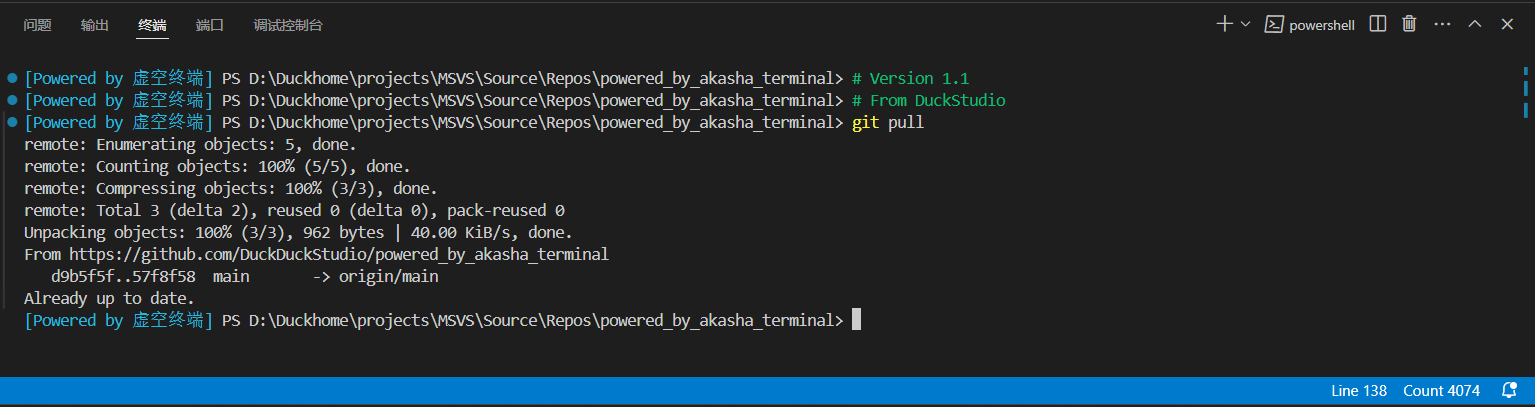 问题 输出 终端 端口 调试控制台 powershell
[Powered by 虚空终端] PS D:\Duckhome\projects\MSVS\Source\Repos\powered_by_akasha_terminal> # Version 1.1
[Powered by 虚空终端] PS D:\Duckhome\projects\MSVS\Source\Repos\powered_by_akasha_terminal> # From DuckStudio
[Powered by 虚空终端] PS D:\Duckhome\projects\MSVS\Source\Repos\powered_by_akasha_terminal> git pull
remote: Enumerating objects: 5, done.
remote: Counting objects: 100% (5/5), done.
remote: Compressing objects: 100% (3/3), done.
remote: Total 3 (delta 2), reused 0 (delta 0), pack-reused 0
Unpacking objects: 100% (3/3), 962 bytes | 40.00 KiB/s, done.
From https://github.com/DuckDuckStudio/powered_by_akasha_terminal
   d9b5f5f..57f8f58  main       -> origin/main
Already up to date.
[Powered by 虚空终端] PS D:\Duckhome\projects\MSVS\Source\Repos\powered_by_akasha_terminal>
Line 138 Count 4074